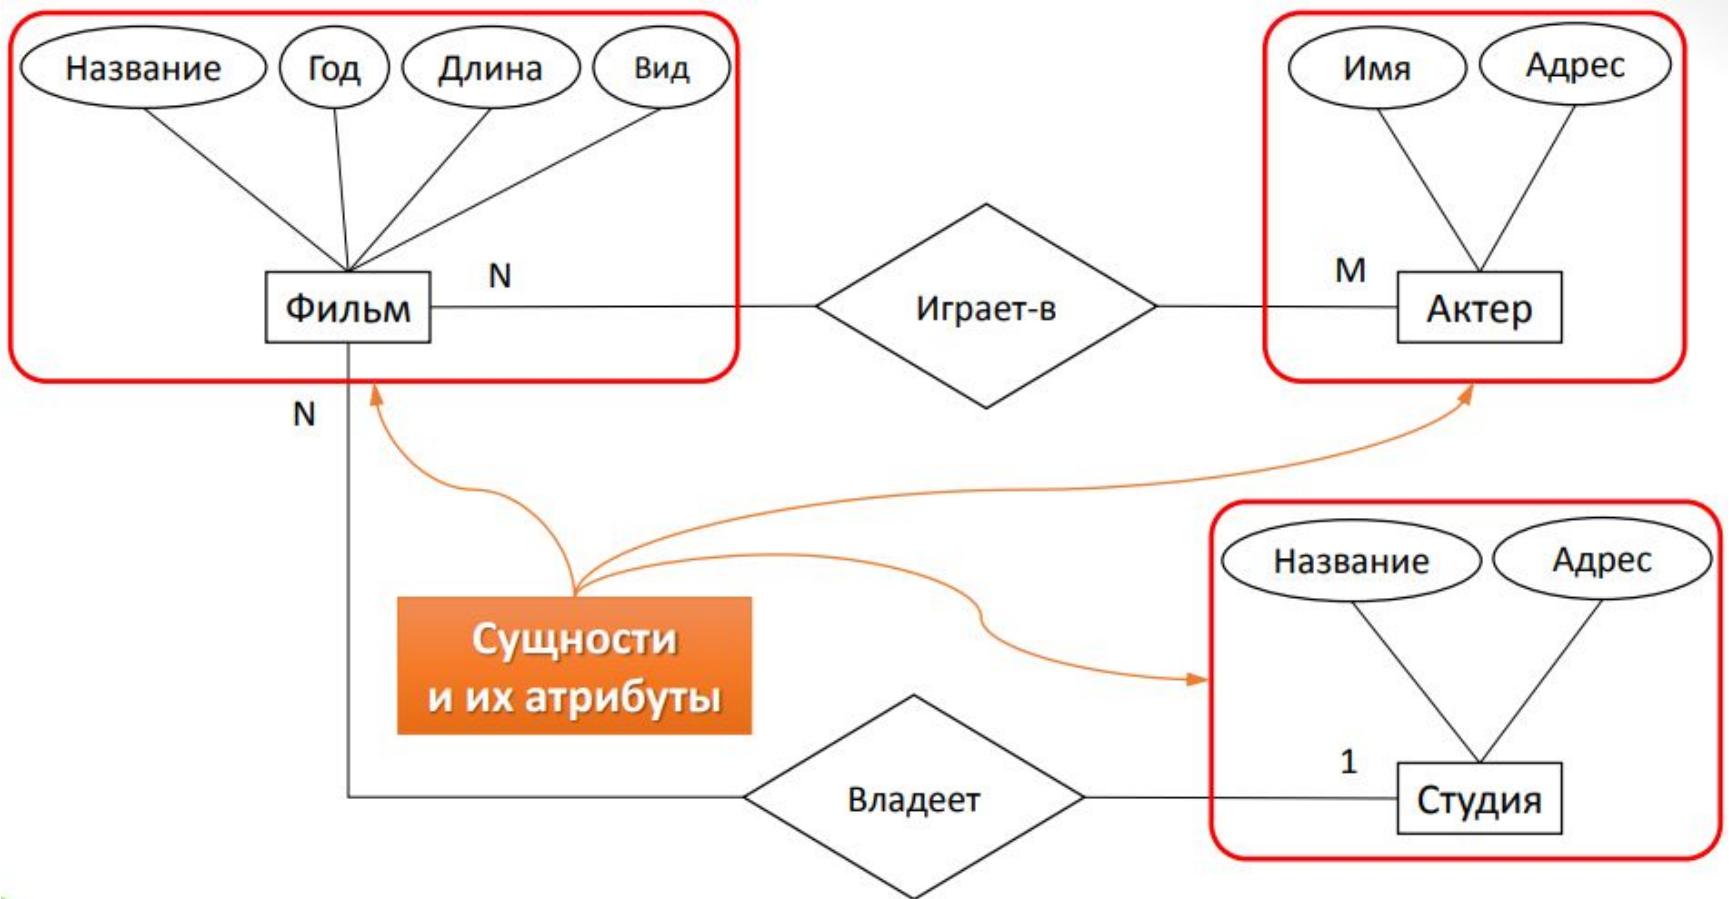 Название
Год
Длина
Вид
Имя
Адрес
Фильм
N
Играет-в
M
Актер
N
Название
Адрес
Сущности
и их атрибуты
Владеет
1
Студия